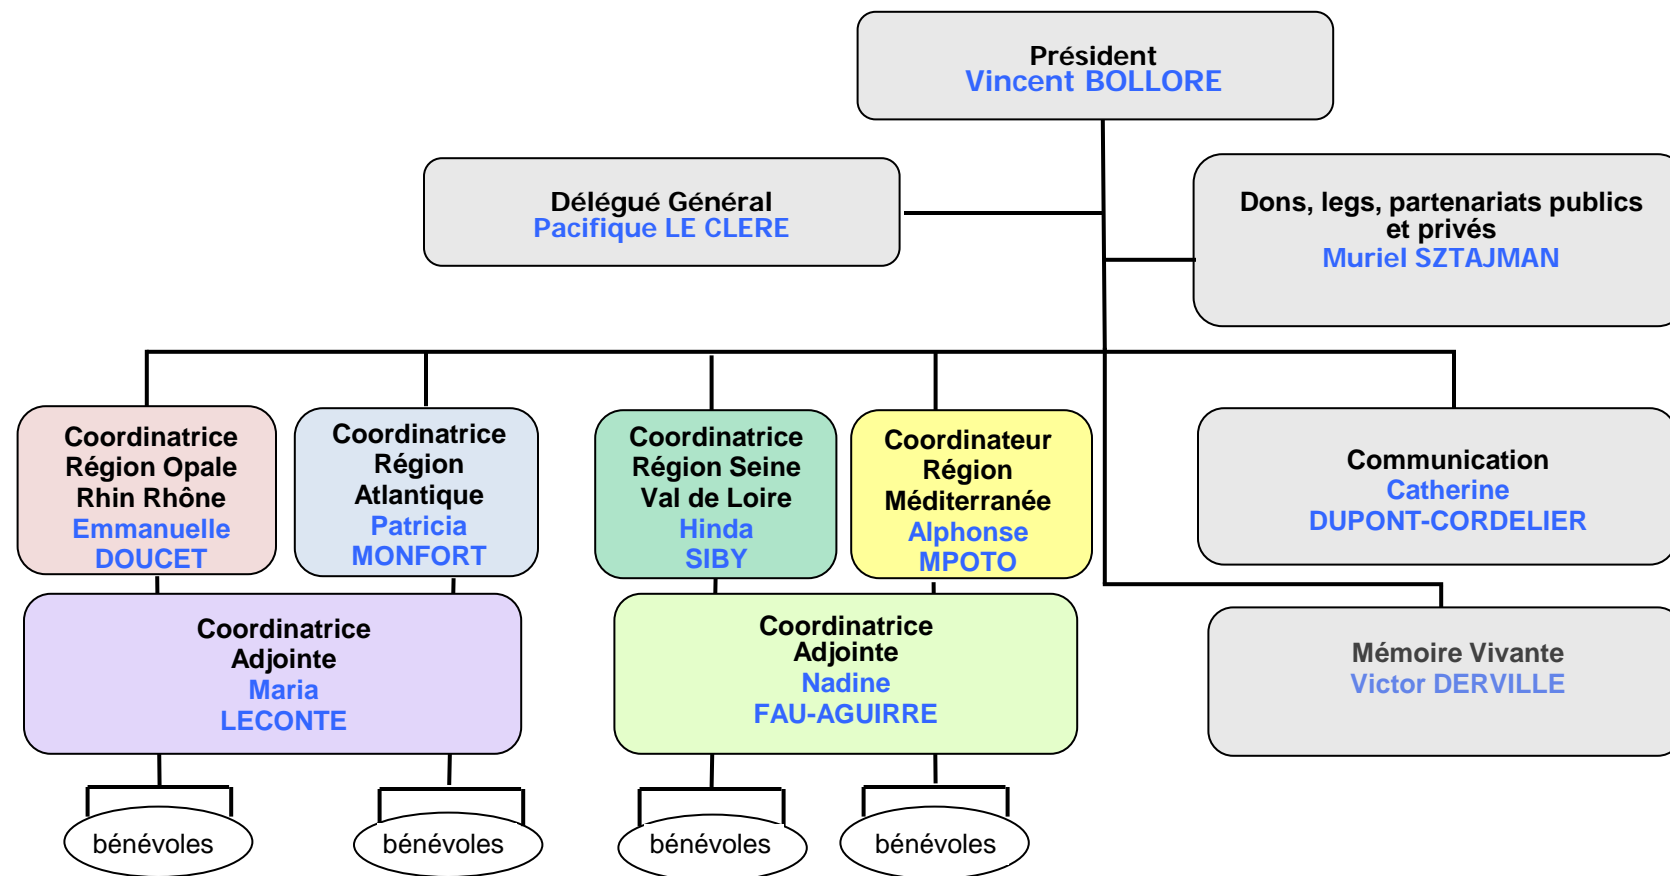 Président
Vincent BOLLORE
Délégué Général
Pacifique LE CLERE
Dons, legs, partenariats publics
et privés
Muriel SZTAJMAN
Coordinatrice
Région Opale
Rhin Rhône
Emmanuelle
DOUCET
Coordinatrice
Région
Atlantique
Patricia
MONFORT
Coordinatrice
Région Seine
Val de Loire
Hinda
SIBY
Coordinateur
Région
Méditerranée
Alphonse
MPOTO
Communication
Catherine
DUPONT-CORDELIER
Coordinatrice
Adjointe
Maria
LECONTE
Coordinatrice
Adjointe
Nadine
FAU-AGUIRRE
Mémoire Vivante
Victor DERVILLE
bénévoles
bénévoles
bénévoles
bénévoles